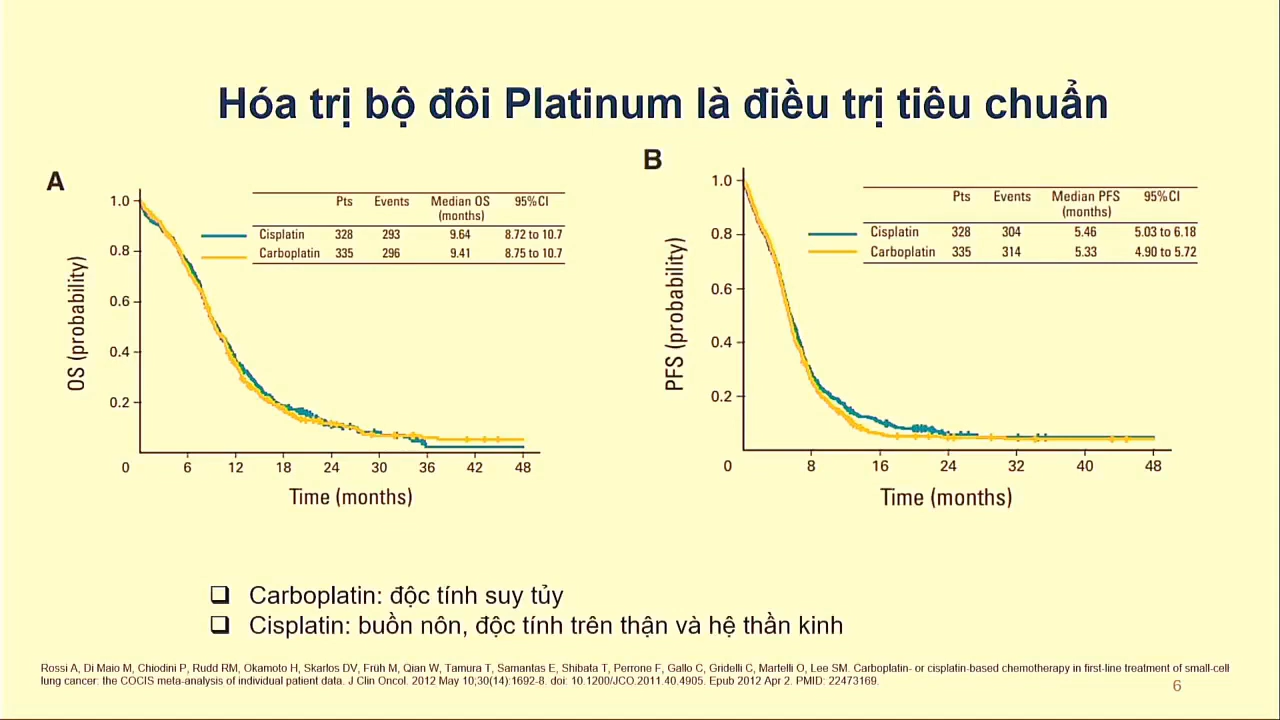 Hóa trị bộ đôi Platinum là điều trị tiêu chuẩn
A
Pts Events Median OS (months) 95%CI
Cisplatin 328 293 9.64 8.72 to 10.7
Carboplatin 335 296 9.41 8.75 to 10.7
OS (probability)
1.0
0.8
0.6
0.4
0.2
0 6 12 18 24 30 36 42 48
Time (months)
B
Pts Events Median PFS (months) 95%CI
Cisplatin 328 304 5.46 5.03 to 6.18
Carboplatin 335 314 5.33 4.90 to 5.72
PFS (probability)
1.0
0.8
0.6
0.4
0.2
0 8 16 24 32 40 48
Time (months)
❑ Carboplatin: độc tính suy tủy
❑ Cisplatin: buồn nôn, độc tính trên thận và hệ thần kinh
Rossi A, Di Maio M, Chiodini P, Rudd RM, Okamoto H, Skarlos DV, Früh M, Qian W, Tamura T, Samantas E, Shibata T, Perrone F, Gallo C, Gridelli C, Martelli O, Lee SM. Carboplatin- or cisplatin-based chemotherapy in first-line treatment of small-cell
lung cancer: the COCIS meta-analysis of individual patient data. J Clin Oncol. 2012 May 10;30(14):1692-8. doi: 10.1200/JCO.2011.40.4905. Epub 2012 Apr 2. PMID: 22473169.
6